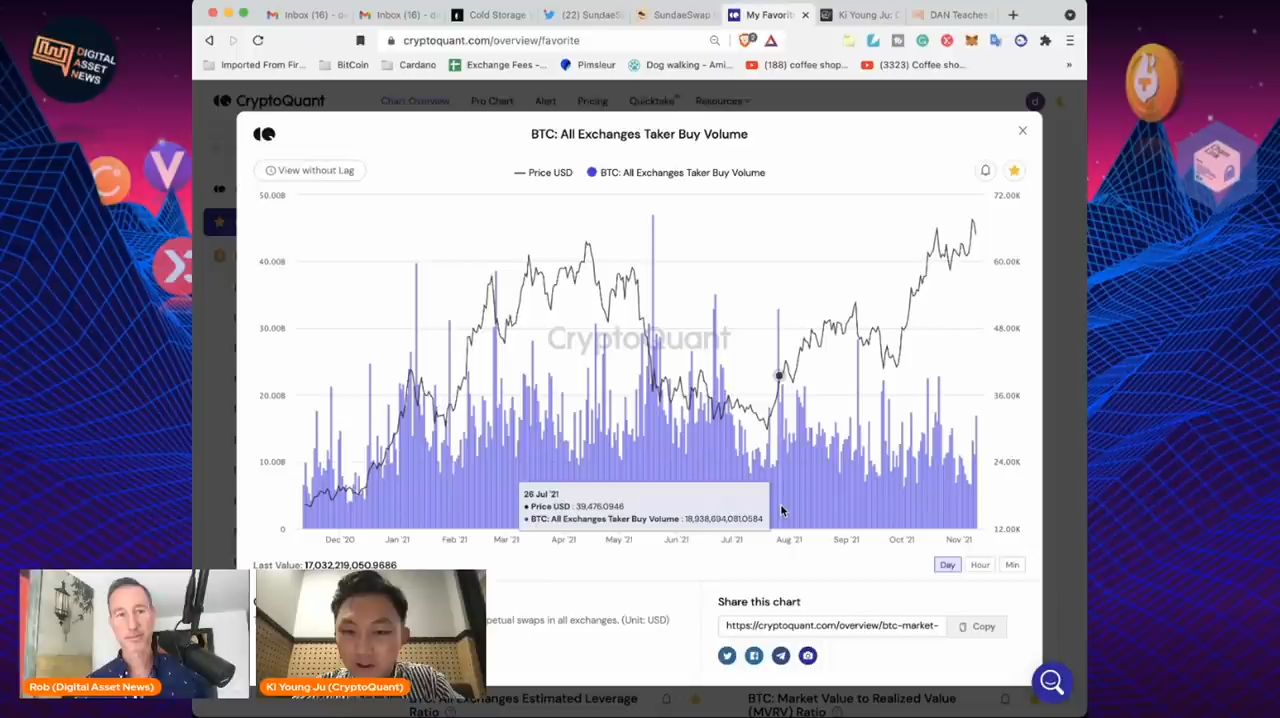 DIGITAL
ASSET
NEWS
Inbox (16) - d
Inbox (16) - d
Cold Storage
(22) SundaeS
SundaeSwap
My Favorit
Ki Young Ju: D
DAN Teaches
cryptoquant.com/overview/favorite
Imported From Fir...
BitCoin
Cardano
Exchange Fees -...
Pimsleur
Dog walking - Ami...
(188) coffee shop...
(3323) Coffee sho...
»
CryptoQuant
Chart Overview
Pro Chart
Alert
Pricing
Quicktake
Resources
BTC: All Exchanges Taker Buy Volume
View without Lag
Price USD
BTC: All Exchanges Taker Buy Volume
50.00B
72.00K
40.00B
60.00K
30.00B
48.00K
CryptoQuant
20.00B
36.00K
10.00B
24.00K
26 Jul '21
Price USD : 39,476.0946
BTC: All Exchanges Taker Buy Volume : 18,938,694,081.0584
0
12.00K
Dec '20
Jan '21
Feb '21
Mar '21
Apr '21
May '21
Jun '21
Jul '21
Aug '21
Sep '21
Oct '21
Nov '21
Last Value: 17,032,219,050.9686
Day
Hour
Min
Share this chart
petual swaps in all exchanges. (Unit: USD)
https://cryptoquant.com/overview/btc-market-
Copy
Rob (Digital Asset News)
Ki Young Ju (CryptoQuant)
BTC: All Exchanges Estimated Leverage
Ratio
BTC: Market Value to Realized Value
(MVRV) Ratio